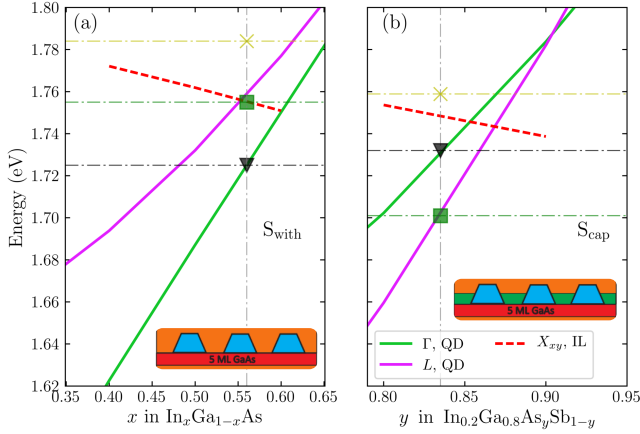 (a)
(b)
1.80
1.78
1.76
1.74
1.72
1.70
1.68
1.66
1.64
1.62
Energy (eV)
S_with
S_cap
5 ML GaAs
5 ML GaAs
Γ, QD
L, QD
X_xy, IL
0.35 0.40 0.45 0.50 0.55 0.60 0.65
0.80 0.85 0.90 0.95
x in In_xGa_{1−x}As
y in In_{0.2}Ga_{0.8}As_ySb_{1−y}